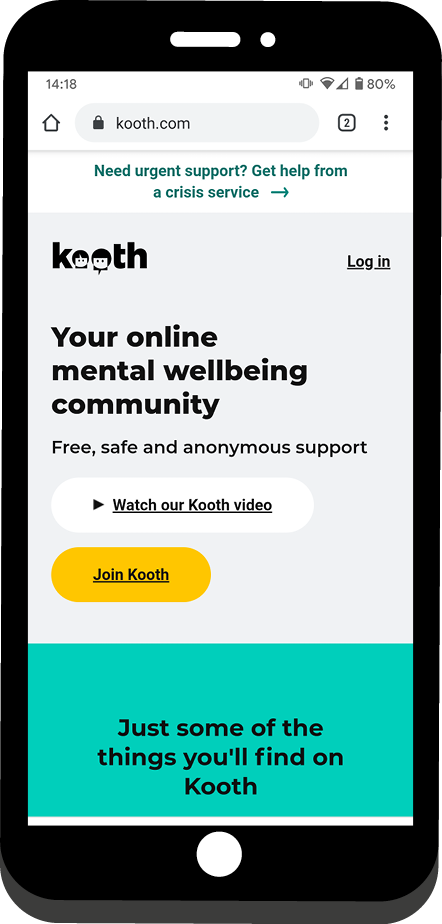 14:18
80%
kooth.com
2
Need urgent support? Get help from
a crisis service →
kooth
Log in
Your online
mental wellbeing
community
Free, safe and anonymous support
Watch our Kooth video
Join Kooth
Just some of the
things you'll find on
Kooth